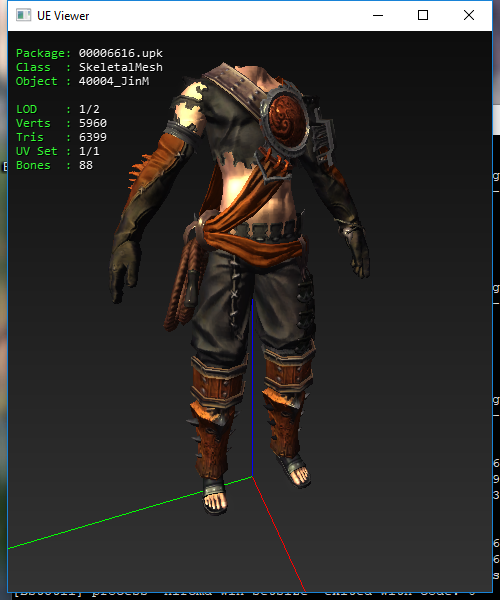 UE Viewer
Package: 00006616.upk
Class : SkeletalMesh
Object : 40004_JinM
LOD : 1/2
Verts : 5960
Tris : 6399
UV Set : 1/1
Bones : 88